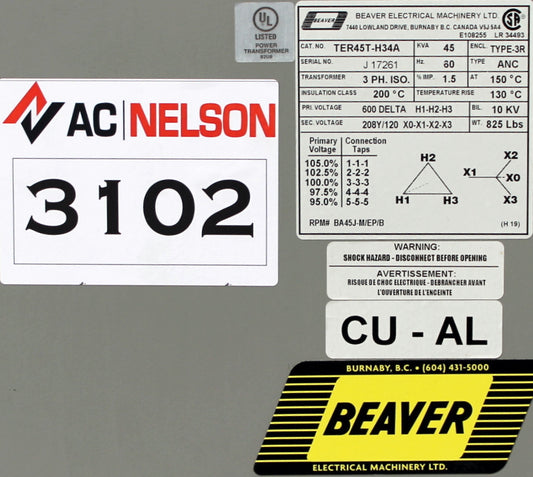 UL
LISTED
POWER
TRANSFORMER
AC NELSON
3102
BEAVER
BEAVER ELECTRICAL MACHINERY LTD.
7440 LOWLAND DRIVE, BURNABY B.C. CANADA V5J 5A4
E108255 LR 34493
CAT. NO. TER45T-H34A KVA 45 ENCL. TYPE-3R
SERIAL NO. J 17261 Hz. 60 TYPE ANC
TRANSFORMER 3 PH. ISO. % IMP. 1.5 AT 150 °C
INSULATION CLASS 200 °C TEMPERATURE RISE 130 °C
PRI. VOLTAGE 600 DELTA H1-H2-H3 BIL. 10 KV
SEC. VOLTAGE 208Y/120 X0-X1-X2-X3 WT. 825 Lbs
Primary Connection
Voltage Taps
105.0% 1-1-1
102.5% 2-2-2
100.0% 3-3-3
97.5% 4-4-4
95.0% 5-5-5
H2
H1 H3
X2
X1 X0
X3
RPM# BA45J-M/EP/B (H 19)
WARNING:
SHOCK HAZARD - DISCONNECT BEFORE OPENING
AVERTISSEMENT:
RISQUE DE CHOC ELECTRIQUE - DEBRANCHER AVANT
L'OUVERTURE DE L'ENCEINTE
CU - AL
BURNABY, B.C. • (604) 431-5000
BEAVER
ELECTRICAL MACHINERY LTD.